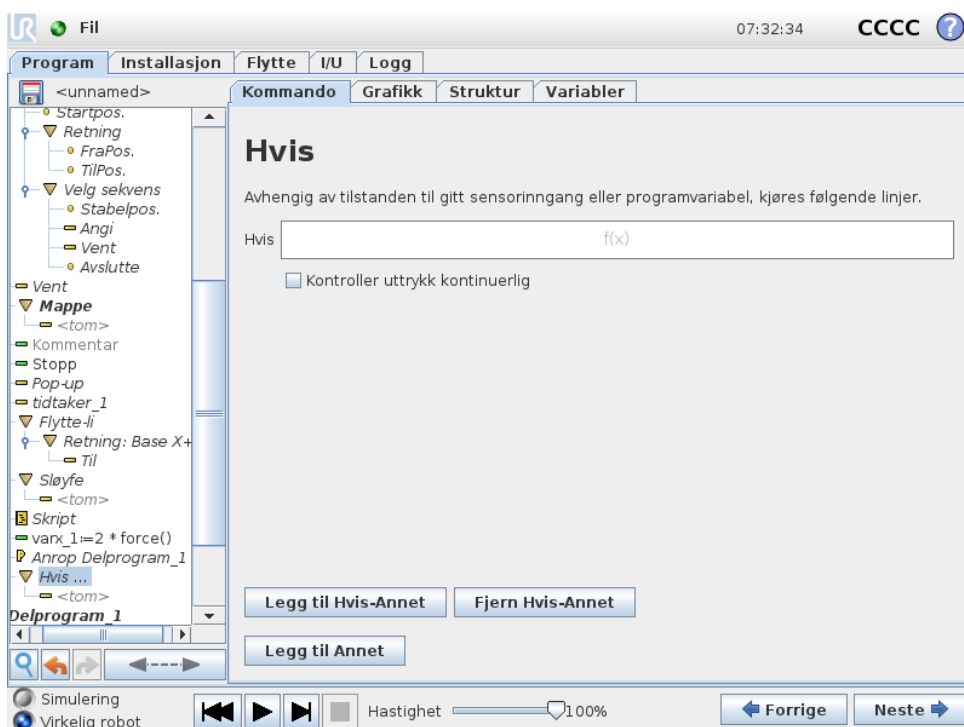 UR Fil 07:32:34 CCCC ?
Program Installasjon Flytte I/U Logg
<unnamed> Kommando Grafikk Struktur Variabler
Startpos.
Retning
FraPos.
TilPos.
Velg sekvens
Stabelpos.
Angi
Vent
Avslutte
Vent
Mappe
<tom>
Kommentar
Stopp
Pop-up
tidtaker_1
Flytte-li
Retning: Base X+
Til
Sløyfe
<tom>
Skript
varx_1:=2 * force()
P Anrop Delprogram_1
Hvis ...
<tom>
Delprogram_1
Hvis
Avhengig av tilstanden til gitt sensorinngang eller programvariabel, kjøres følgende linjer.
Hvis f(x)
Kontroller uttrykk kontinuerlig
Legg til Hvis-Annet Fjern Hvis-Annet
Legg til Annet
Simulering
Virkelig robot
Hastighet 100% Forrige Neste